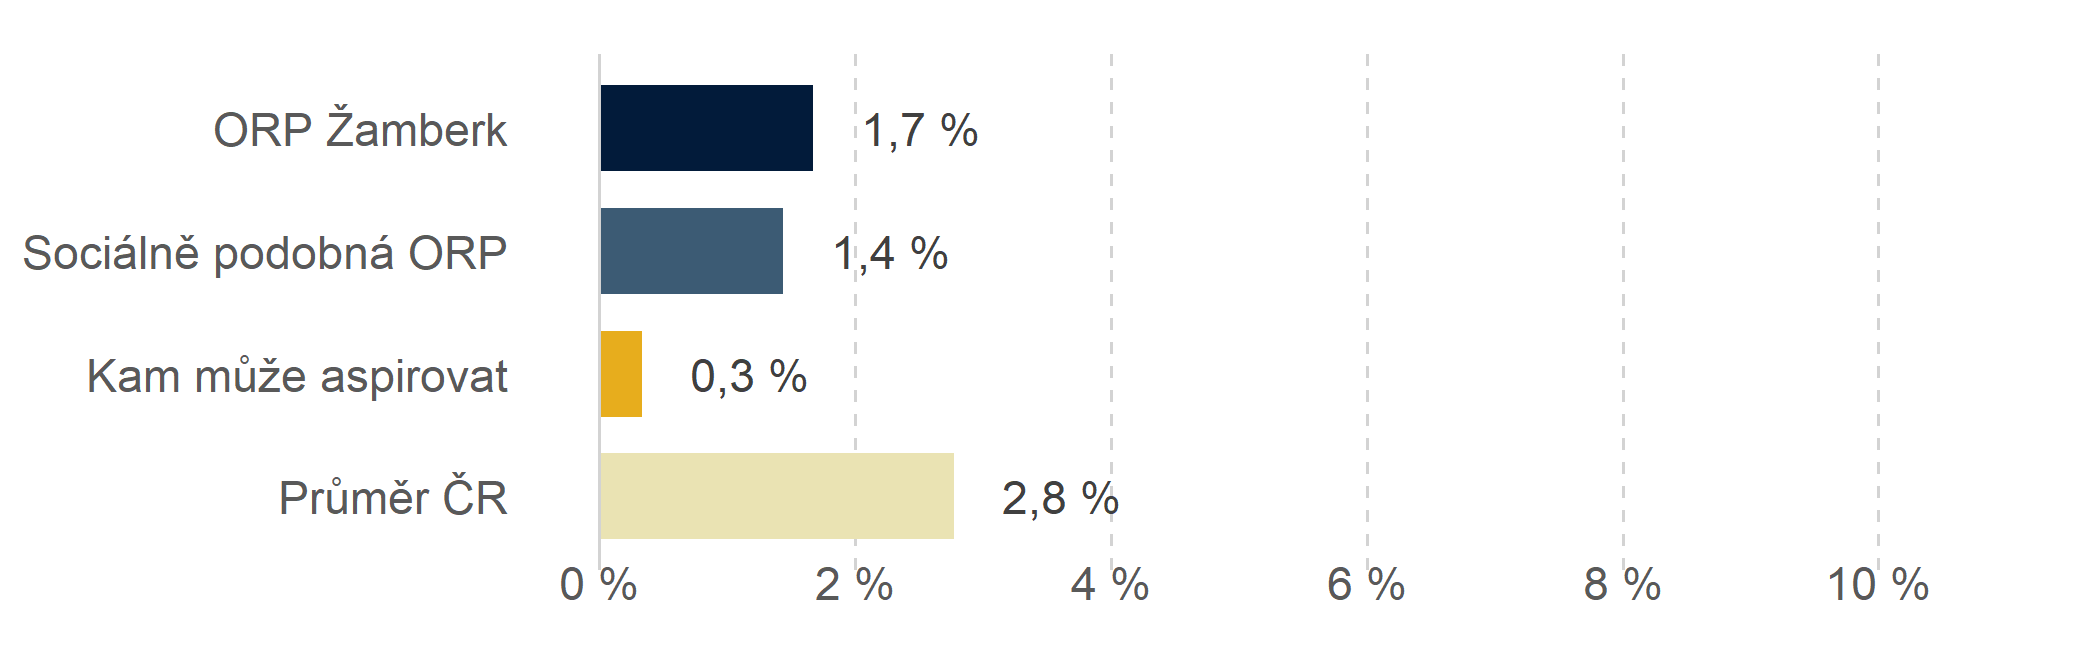 ORP Žamberk 1,7 %
Sociálně podobná ORP 1,4 %
Kam může aspirovat 0,3 %
Průměr ČR 2,8 %
0 % 2 % 4 % 6 % 8 % 10 %